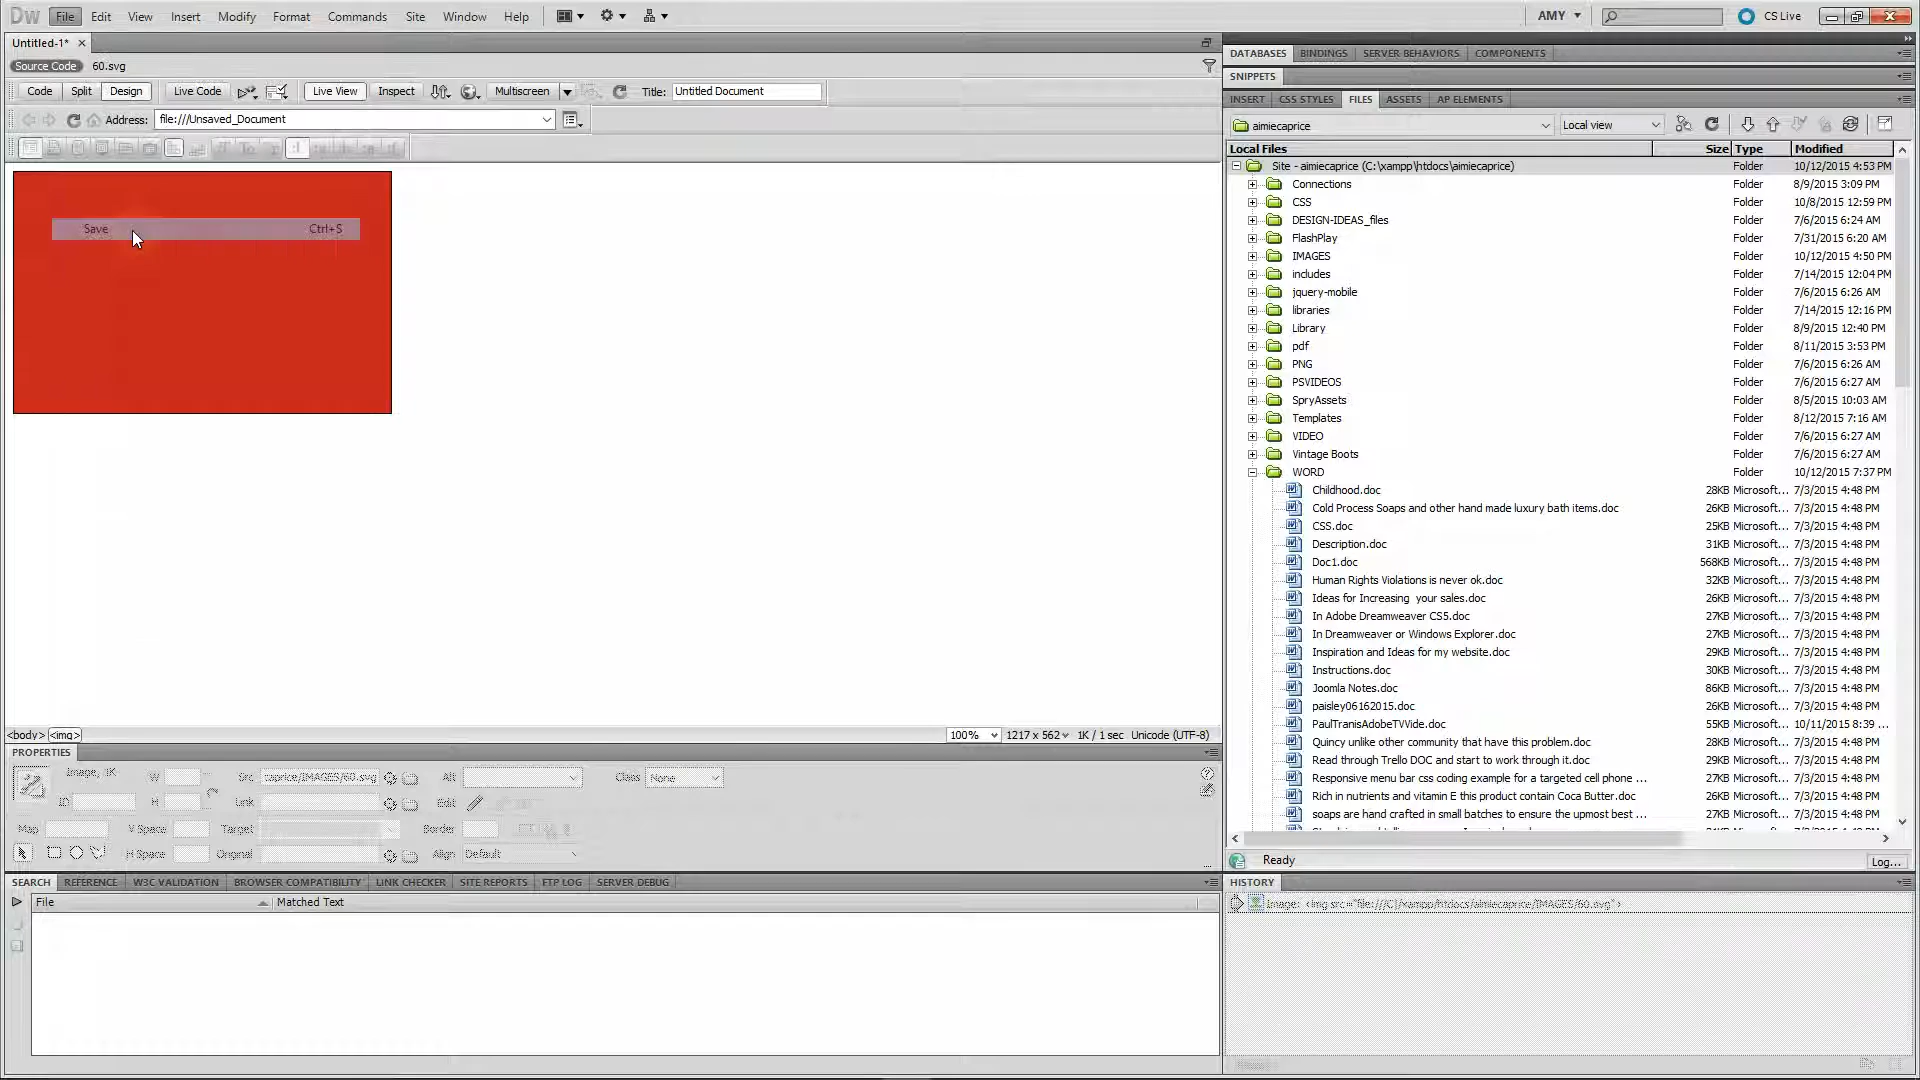 Dw File Edit View Insert Modify Format Commands Site Window Help AMY CS Live
Untitled-1*
Source Code 60.svg
Code Split Design Live Code Live View Inspect Multiscreen Title: Untitled Document
Address: file:///Unsaved_Document
Save Ctrl+S
<body> <img> 100% 1217 x 562 1K / 1 sec Unicode (UTF-8)
PROPERTIES
Image, 1K W Src caprice/IMAGES/60.svg Alt Class None
ID H Link Edit
Map V Space Target Border
H Space Original Align Default
SEARCH REFERENCE W3C VALIDATION BROWSER COMPATIBILITY LINK CHECKER SITE REPORTS FTP LOG SERVER DEBUG
File Matched Text
DATABASES BINDINGS SERVER BEHAVIORS COMPONENTS
SNIPPETS
INSERT CSS STYLES FILES ASSETS AP ELEMENTS
aimiecaprice Local view
Local Files Size Type Modified
Site - aimiecaprice (C:\xampp\htdocs\aimiecaprice) Folder 10/12/2015 4:53 PM
Connections Folder 8/9/2015 3:09 PM
CSS Folder 10/8/2015 12:59 PM
DESIGN-IDEAS_files Folder 7/6/2015 6:24 AM
FlashPlay Folder 7/31/2015 6:20 AM
IMAGES Folder 10/12/2015 4:50 PM
includes Folder 7/14/2015 12:04 PM
jquery-mobile Folder 7/6/2015 6:26 AM
libraries Folder 7/14/2015 12:16 PM
Library Folder 8/9/2015 12:40 PM
pdf Folder 8/11/2015 3:53 PM
PNG Folder 7/6/2015 6:26 AM
PSVIDEOS Folder 7/6/2015 6:27 AM
SpryAssets Folder 8/5/2015 10:03 AM
Templates Folder 8/12/2015 7:16 AM
VIDEO Folder 7/6/2015 6:27 AM
Vintage Boots Folder 7/6/2015 6:27 AM
WORD Folder 10/12/2015 7:37 PM
Childhood.doc 28KB Microsoft... 7/3/2015 4:48 PM
Cold Process Soaps and other hand made luxury bath items.doc 26KB Microsoft... 7/3/2015 4:48 PM
CSS.doc 25KB Microsoft... 7/3/2015 4:48 PM
Description.doc 31KB Microsoft... 7/3/2015 4:48 PM
Doc1.doc 568KB Microsoft... 7/3/2015 4:48 PM
Human Rights Violations is never ok.doc 32KB Microsoft... 7/3/2015 4:48 PM
Ideas for Increasing your sales.doc 26KB Microsoft... 7/3/2015 4:48 PM
In Adobe Dreamweaver CS5.doc 27KB Microsoft... 7/3/2015 4:48 PM
In Dreamweaver or Windows Explorer.doc 27KB Microsoft... 7/3/2015 4:48 PM
Inspiration and Ideas for my website.doc 29KB Microsoft... 7/3/2015 4:48 PM
Instructions.doc 30KB Microsoft... 7/3/2015 4:48 PM
Joomla Notes.doc 86KB Microsoft... 7/3/2015 4:48 PM
paisley06162015.doc 26KB Microsoft... 7/3/2015 4:48 PM
PaulTranisAdobeTVWide.doc 55KB Microsoft... 10/11/2015 8:39 ...
Quincy unlike other community that have this problem.doc 28KB Microsoft... 7/3/2015 4:48 PM
Read through Trello DOC and start to work through it.doc 29KB Microsoft... 7/3/2015 4:48 PM
Responsive menu bar css coding example for a targeted cell phone ... 27KB Microsoft... 7/3/2015 4:48 PM
Rich in nutrients and vitamin E this product contain Coca Butter.doc 26KB Microsoft... 7/3/2015 4:48 PM
soaps are hand crafted in small batches to ensure the upmost best ... 27KB Microsoft... 7/3/2015 4:48 PM
Ready Log...
HISTORY
Image: <img src="file:///C|/xampp/htdocs/aimiecaprice/IMAGES/60.svg">